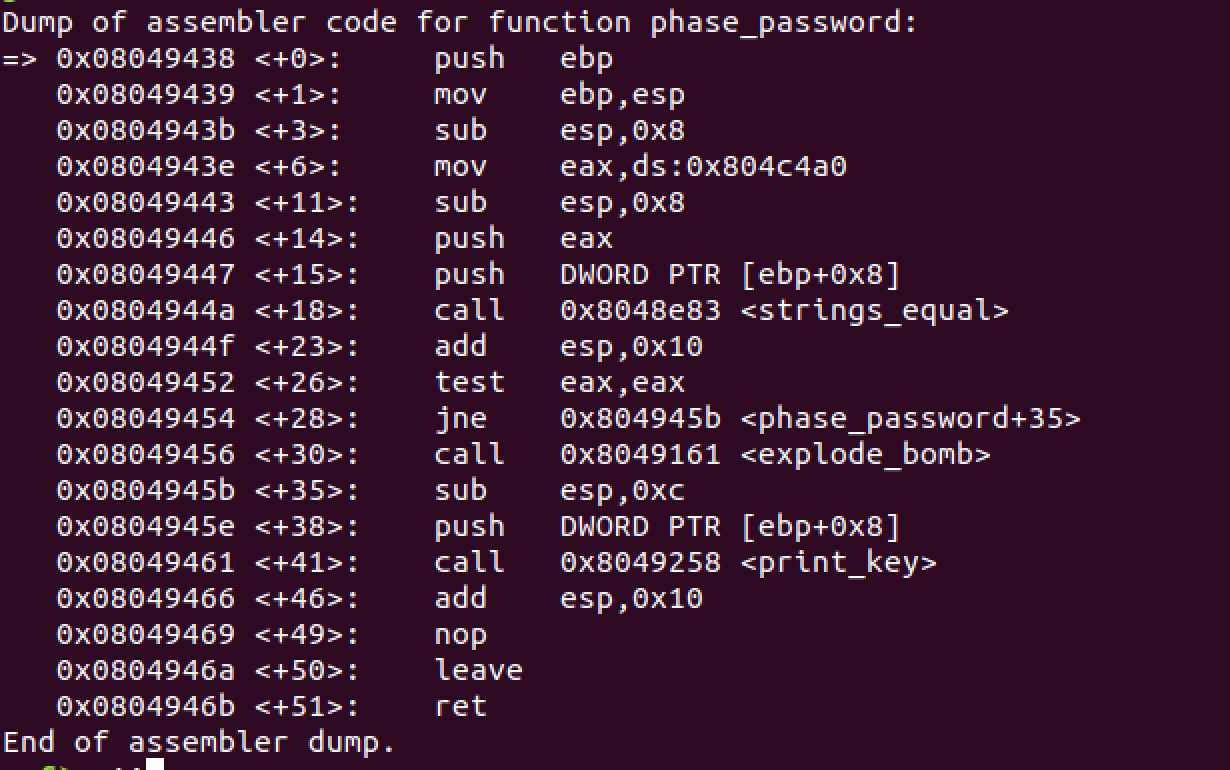 Dump of assembler code for function phase_password:
=> 0x08049438 <+0>:     push   ebp
   0x08049439 <+1>:     mov    ebp,esp
   0x0804943b <+3>:     sub    esp,0x8
   0x0804943e <+6>:     mov    eax,ds:0x804c4a0
   0x08049443 <+11>:    sub    esp,0x8
   0x08049446 <+14>:    push   eax
   0x08049447 <+15>:    push   DWORD PTR [ebp+0x8]
   0x0804944a <+18>:    call   0x8048e83 <strings_equal>
   0x0804944f <+23>:    add    esp,0x10
   0x08049452 <+26>:    test   eax,eax
   0x08049454 <+28>:    jne    0x804945b <phase_password+35>
   0x08049456 <+30>:    call   0x8049161 <explode_bomb>
   0x0804945b <+35>:    sub    esp,0xc
   0x0804945e <+38>:    push   DWORD PTR [ebp+0x8]
   0x08049461 <+41>:    call   0x8049258 <print_key>
   0x08049466 <+46>:    add    esp,0x10
   0x08049469 <+49>:    nop
   0x0804946a <+50>:    leave
   0x0804946b <+51>:    ret
End of assembler dump.